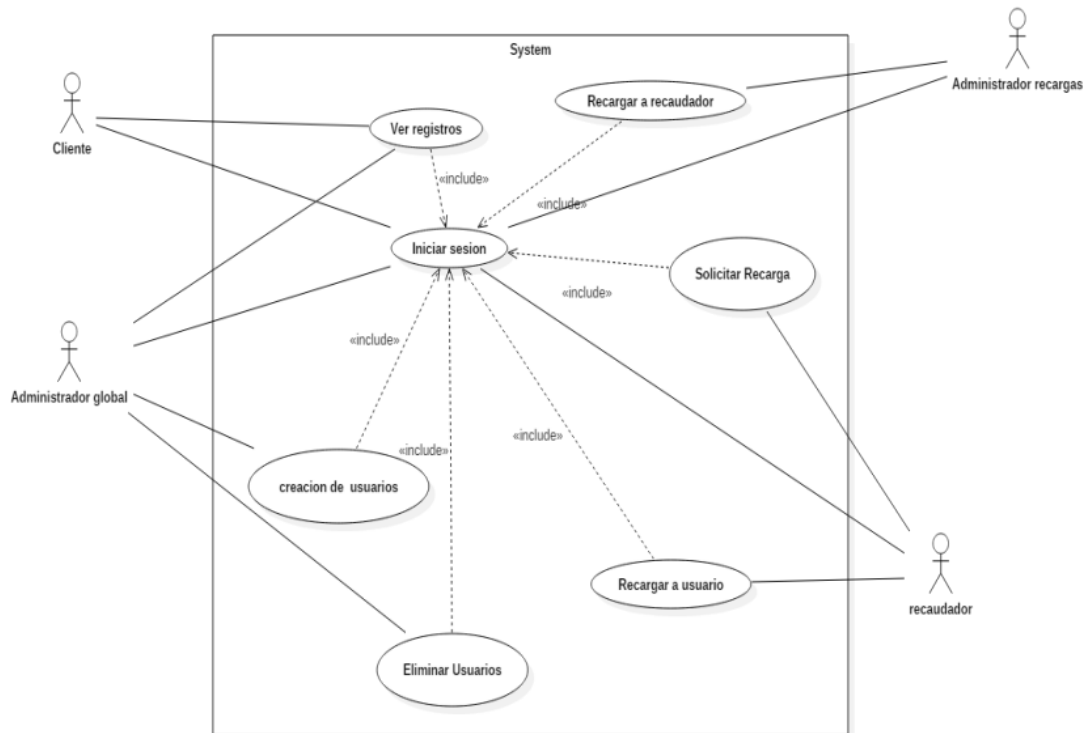 System
Administrador recargas
Recargar a recaudador
Ver registros
Cliente
«include»
«include»
Iniciar sesion
Solicitar Recarga
«include»
«include»
Administrador global
«include»
«include»
creacion de usuarios
Recargar a usuario
recaudador
Eliminar Usuarios